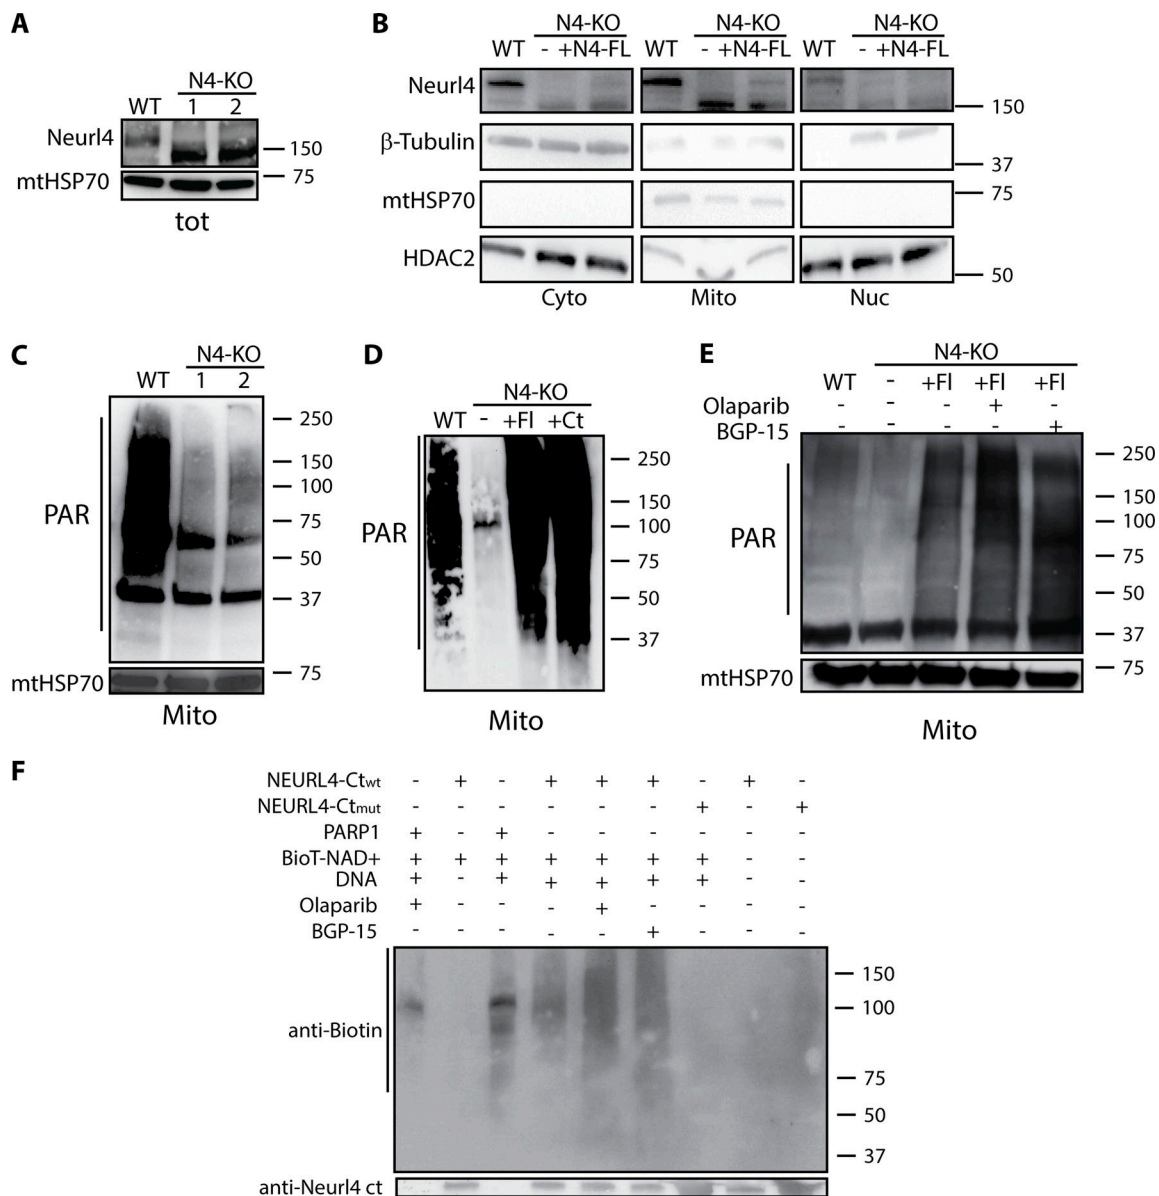 A
N4-KO
WT 1 2
Neurl4
150
mtHSP70
75
tot
B
N4-KO N4-KO N4-KO
WT - +N4-FL WT - +N4-FL WT - +N4-FL
Neurl4
150
β-Tubulin
37
mtHSP70
75
HDAC2
50
Cyto Mito Nuc
C
N4-KO
WT 1 2
250
150
100
PAR
75
50
37
mtHSP70
75
Mito
D
N4-KO
WT - +Fl +Ct
250
150
100
PAR
75
50
37
Mito
E
N4-KO
WT - +Fl +Fl +Fl
Olaparib - - - + -
BGP-15 - - - - +
250
150
100
PAR
75
50
37
mtHSP70
75
Mito
F
NEURL4-Ctwt - + - + + + - + -
NEURL4-Ctmut - - - - - - + - +
PARP1 + - + - - - - - -
BioT-NAD+ + + + + + + + - -
DNA + - + + + + + - -
Olaparib + - - - + - - - -
BGP-15 - - - - - + - - -
150
100
anti-Biotin
75
50
37
anti-Neurl4 ct